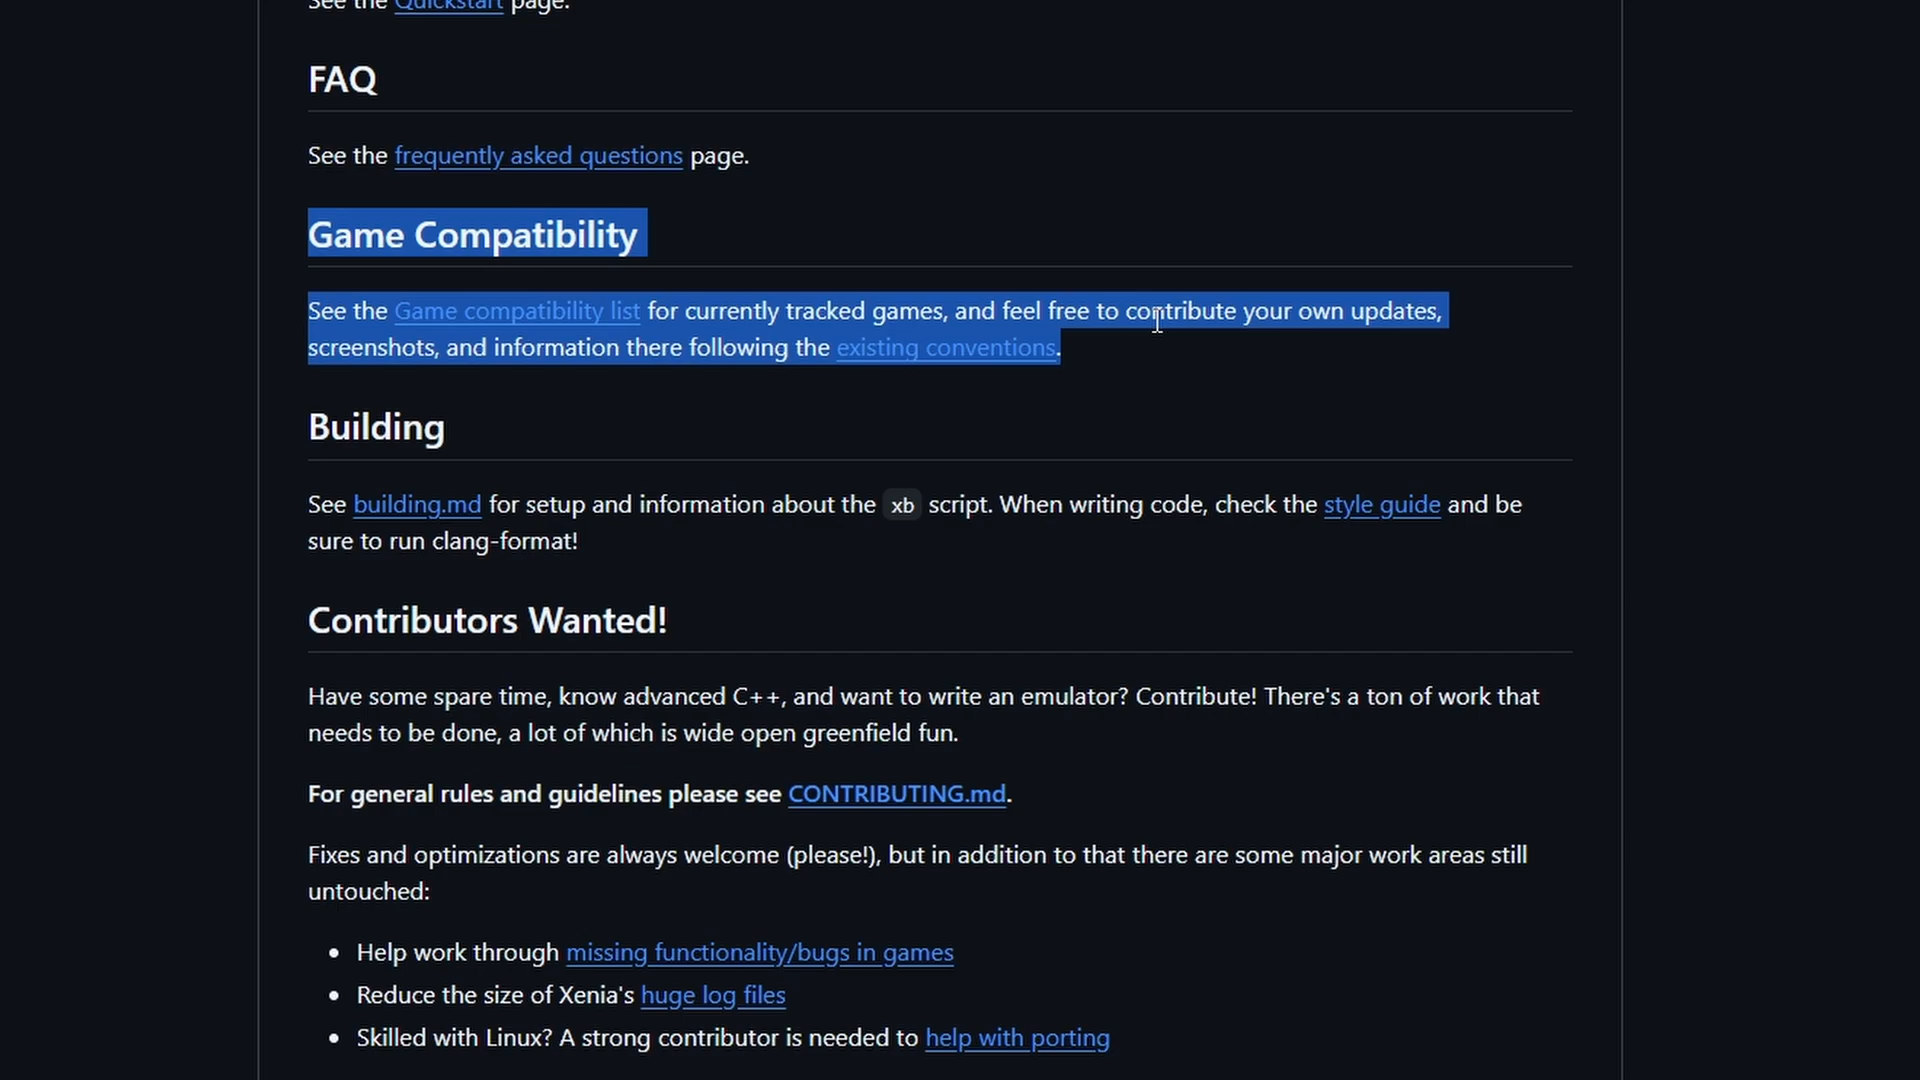 See the Quickstart page.
FAQ
See the frequently asked questions page.
Game Compatibility
See the Game compatibility list for currently tracked games, and feel free to contribute your own updates,
screenshots, and information there following the existing conventions.
Building
See building.md for setup and information about the xb script. When writing code, check the style guide and be
sure to run clang-format!
Contributors Wanted!
Have some spare time, know advanced C++, and want to write an emulator? Contribute! There's a ton of work that
needs to be done, a lot of which is wide open greenfield fun.
For general rules and guidelines please see CONTRIBUTING.md.
Fixes and optimizations are always welcome (please!), but in addition to that there are some major work areas still
untouched:
• Help work through missing functionality/bugs in games
• Reduce the size of Xenia's huge log files
• Skilled with Linux? A strong contributor is needed to help with porting